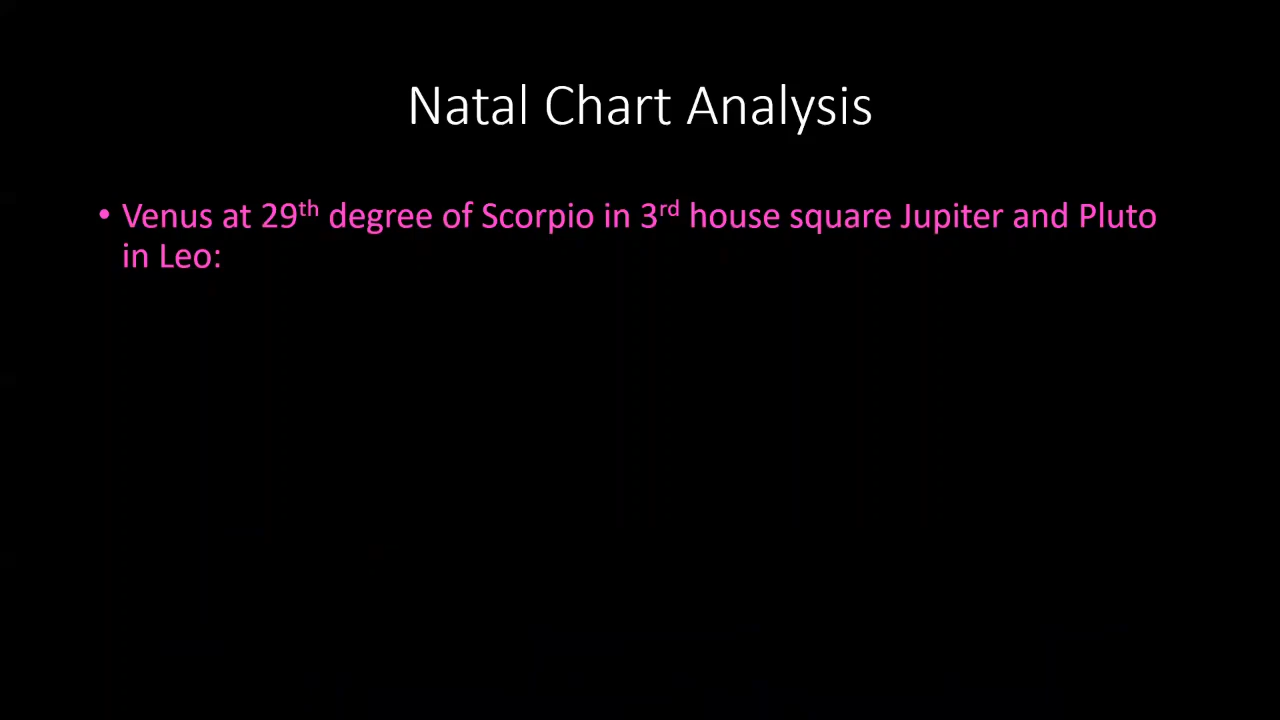 Natal Chart Analysis
• Venus at 29th degree of Scorpio in 3rd house square Jupiter and Pluto
in Leo: